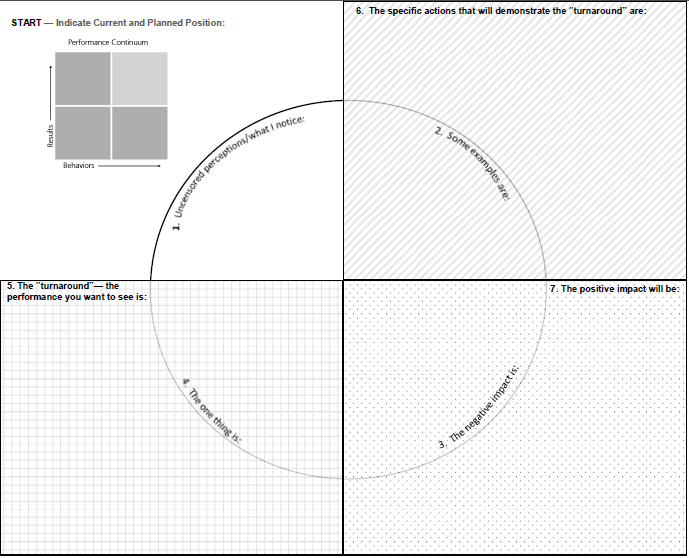 START — Indicate Current and Planned Position:
Performance Continuum
Results
Behaviors
1. Uncensored perceptions/what I notice:
6. The specific actions that will demonstrate the "turnaround" are:
2. Some examples are:
5. The "turnaround"— the
performance you want to see is:
4. The one thing is:
7. The positive impact will be:
3. The negative impact is: